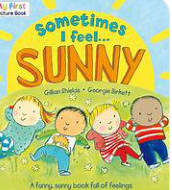 My First
Picture Book
Sometimes
I feel...
SUNNY
Gillian Shields • Georgie Birkett
A funny, sunny book full of feelings